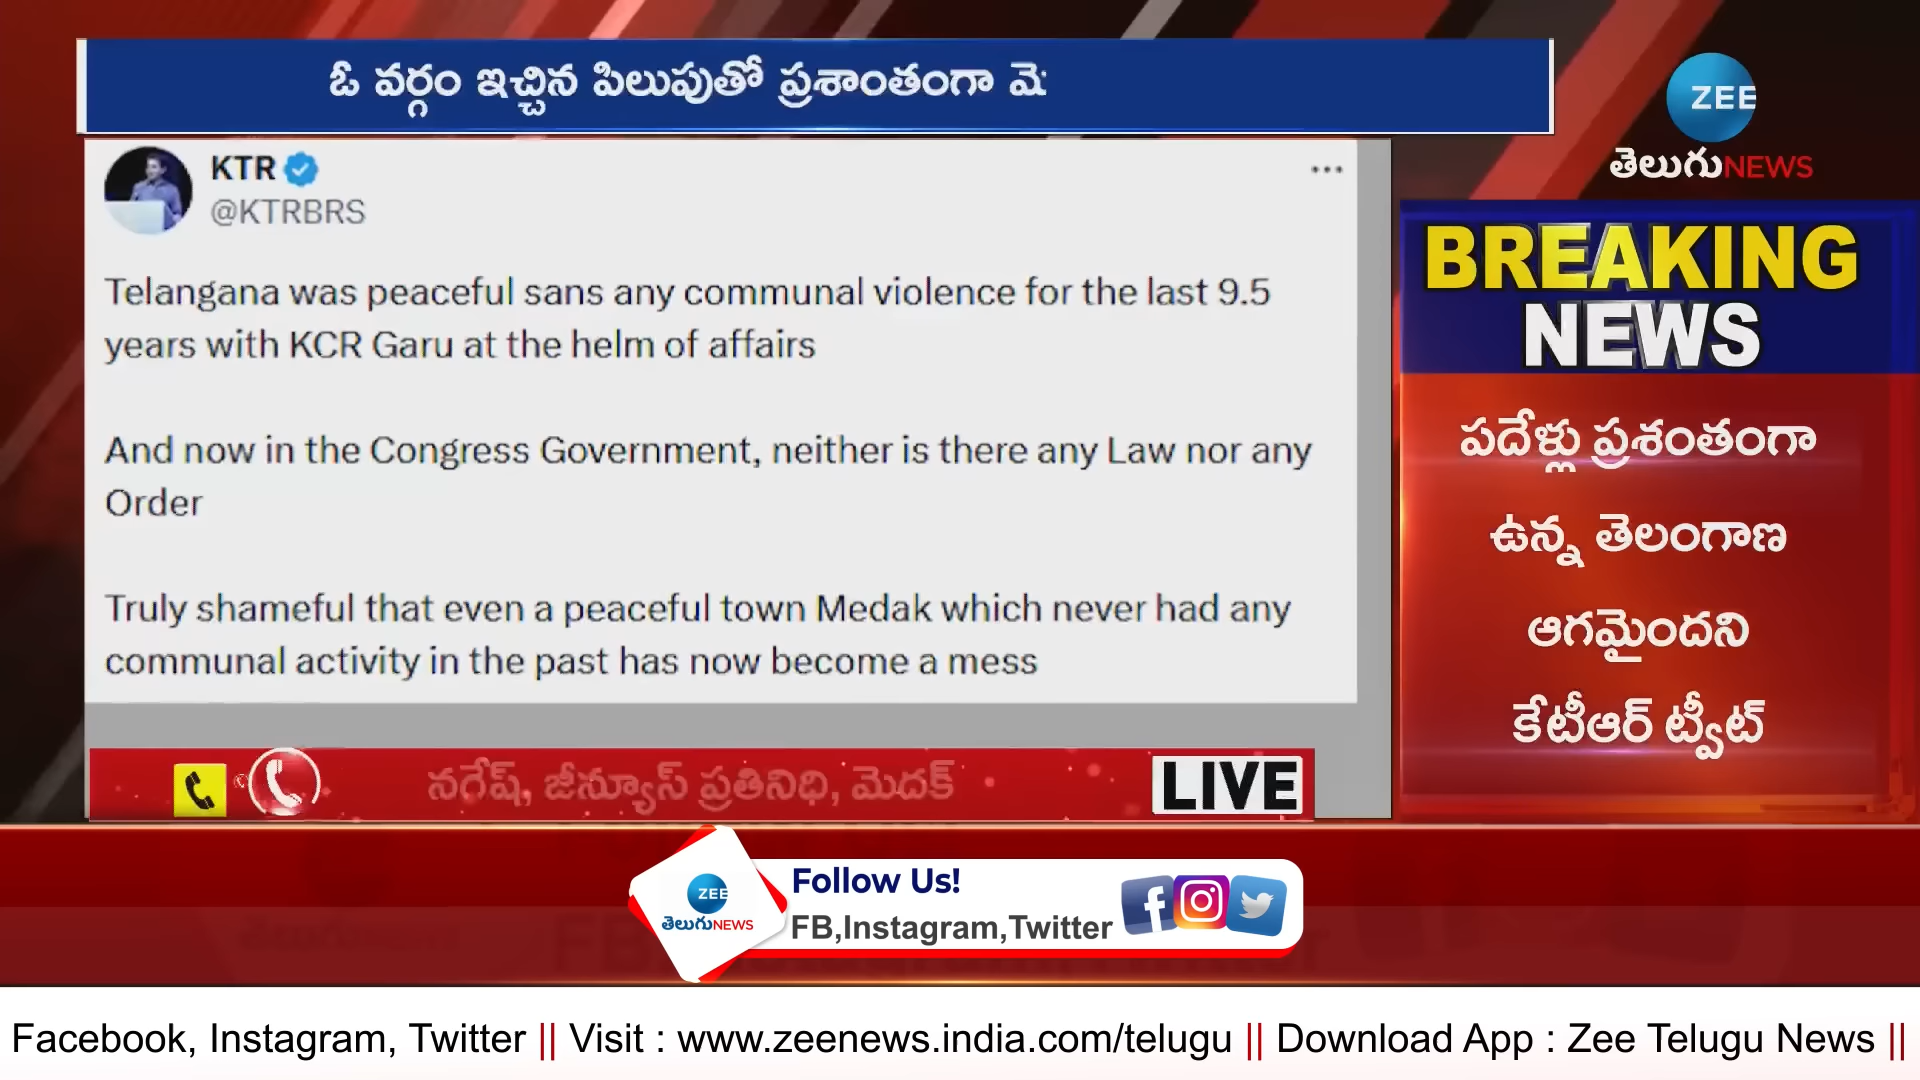 ఓ వర్గం ఇచ్చిన పిలుపుతో ప్రశాంతంగా మె
ZEE
తెలుగుNEWS
KTR
@KTRBRS
Telangana was peaceful sans any communal violence for the last 9.5
years with KCR Garu at the helm of affairs
And now in the Congress Government, neither is there any Law nor any
Order
Truly shameful that even a peaceful town Medak which never had any
communal activity in the past has now become a mess
BREAKING
NEWS
పదేళ్లు ప్రశంతంగా
ఉన్న తెలంగాణ
ఆగమైందని
కేటీఆర్ ట్వీట్
నగేష్, జీన్యూస్ ప్రతినిధి, మెదక్
LIVE
ZEE
తెలుగుNEWS
Follow Us!
FB,Instagram,Twitter
Facebook, Instagram, Twitter || Visit : www.zeenews.india.com/telugu || Download App : Zee Telugu News ||